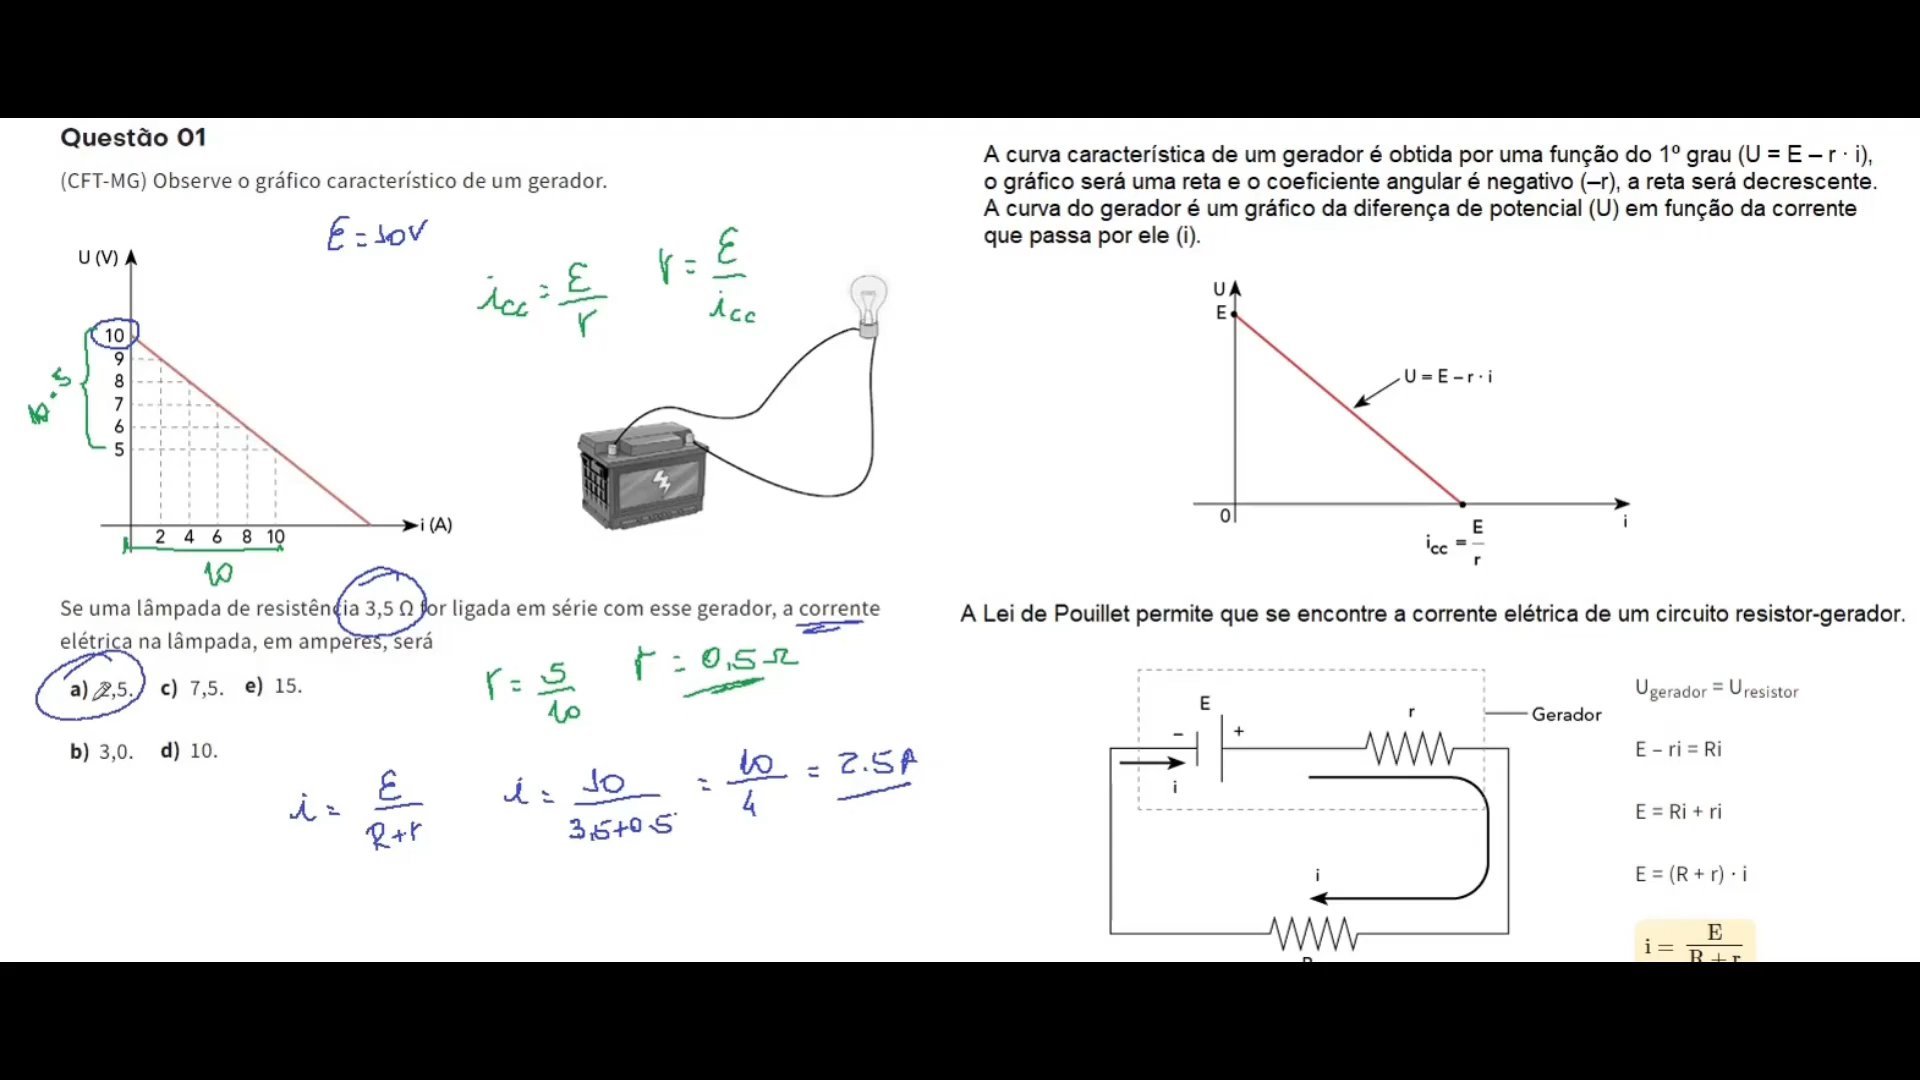 Questão 01
(CFT-MG) Observe o gráfico característico de um gerador.
E = 10V
icc = E/r
r = E/icc
U (V)
10
9
8
7
6
5
5
2 4 6 8 10
i (A)
10
Se uma lâmpada de resistência 3,5 Ω for ligada em série com esse gerador, a corrente
elétrica na lâmpada, em amperes, será
a) 2,5. c) 7,5. e) 15.
b) 3,0. d) 10.
r = 5/10
r = 0,5 Ω
i = E/R+r
i = 10/3,5+0.5 = 10/4 = 2.5A
A curva característica de um gerador é obtida por uma função do 1º grau (U = E – r · i),
o gráfico será uma reta e o coeficiente angular é negativo (–r), a reta será decrescente.
A curva do gerador é um gráfico da diferença de potencial (U) em função da corrente
que passa por ele (i).
U
E
U = E – r · i
0
icc = E/r
i
A Lei de Pouillet permite que se encontre a corrente elétrica de um circuito resistor-gerador.
E
r
Gerador
– +
i
i
Ugerador = Uresistor
E – ri = Ri
E = Ri + ri
E = (R + r) · i
i = E/R + r